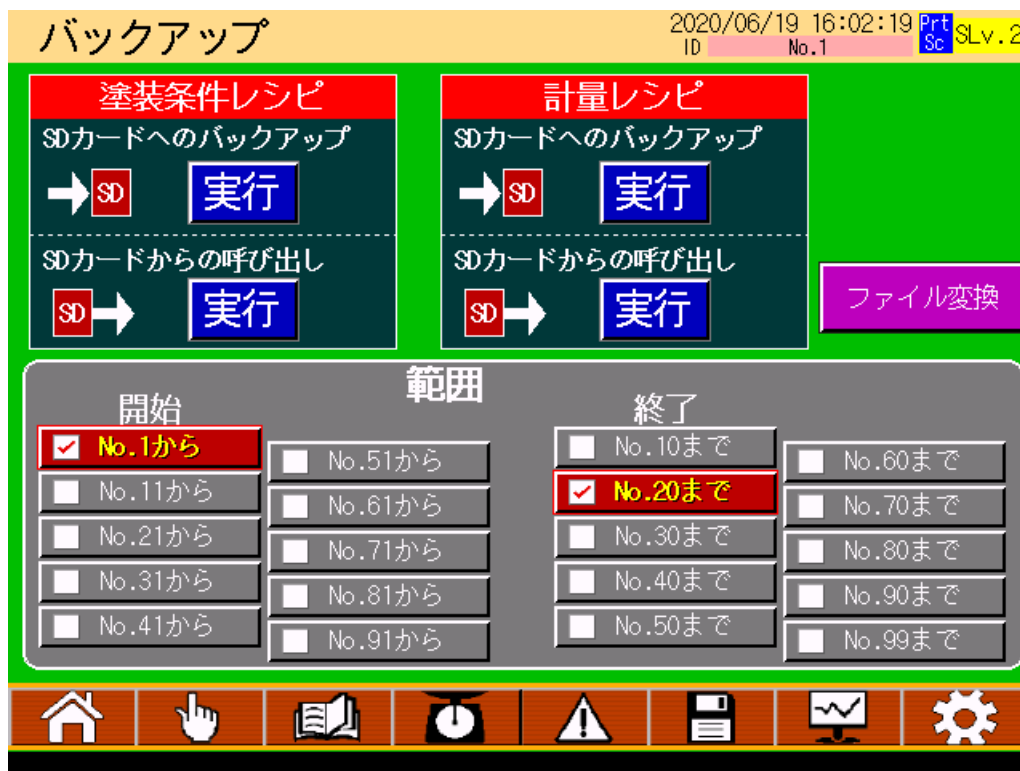 バックアップ
2020/06/19 16:02:19
ID No.1
Prt Sc
SLv.2
塗装条件レシピ
SDカードへのバックアップ
SD 実行
SDカードからの呼び出し
SD 実行
計量レシピ
SDカードへのバックアップ
SD 実行
SDカードからの呼び出し
SD 実行
ファイル変換
範囲
開始
No.1から
No.11から
No.21から
No.31から
No.41から
No.51から
No.61から
No.71から
No.81から
No.91から
終了
No.10まで
No.20まで
No.30まで
No.40まで
No.50まで
No.60まで
No.70まで
No.80まで
No.90まで
No.99まで